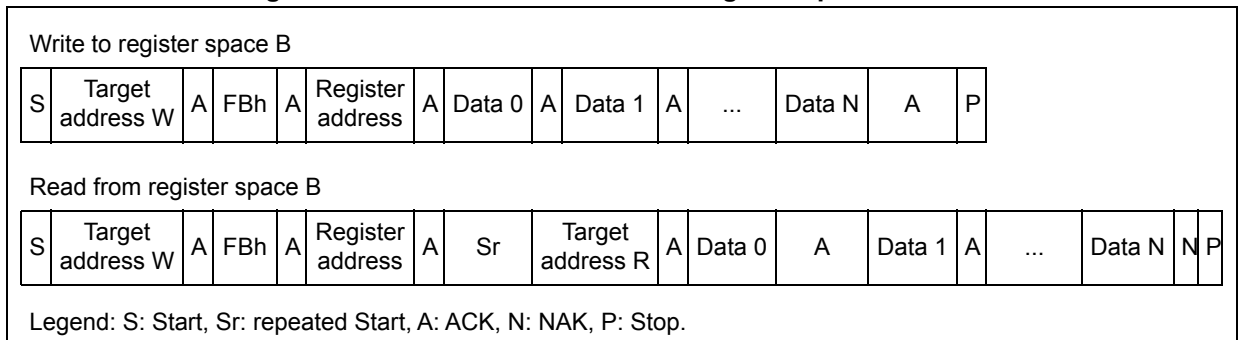 Write to register space B
S Target address W A FBh A Register address A Data 0 A Data 1 A ... Data N A P
Read from register space B
S Target address W A FBh A Register address A Sr Target address R A Data 0 A Data 1 A ... Data N N P
Legend: S: Start, Sr: repeated Start, A: ACK, N: NAK, P: Stop.